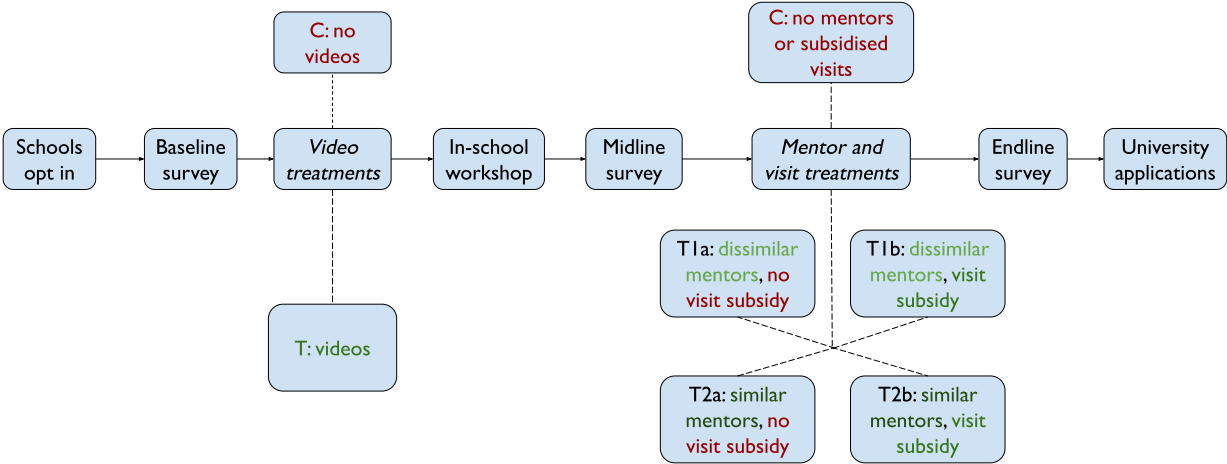 C: no
videos
C: no mentors
or subsidised
visits
Schools
opt in
Baseline
survey
Video
treatments
In-school
workshop
Midline
survey
Mentor and
visit treatments
Endline
survey
University
applications
T1a: dissimilar
mentors, no
visit subsidy
T1b: dissimilar
mentors, visit
subsidy
T: videos
T2a: similar
mentors, no
visit subsidy
T2b: similar
mentors, visit
subsidy